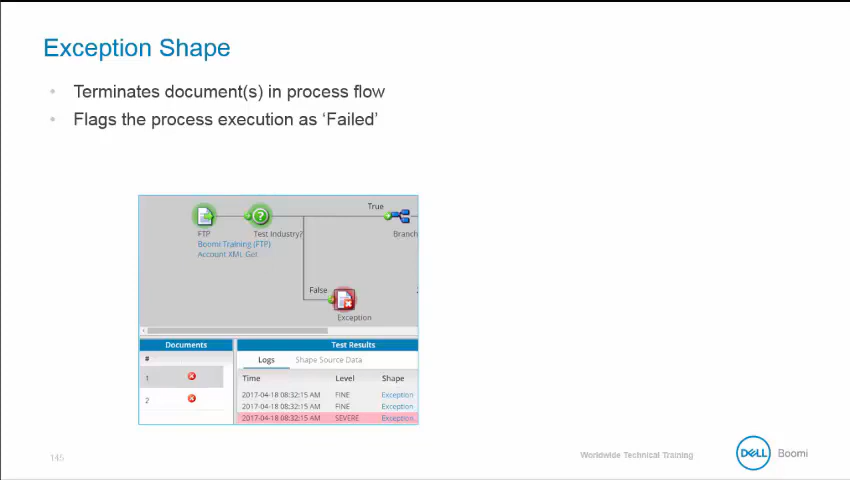 Exception Shape
• Terminates document(s) in process flow
• Flags the process execution as ‘Failed’
True
FTP
Test Industry?
Branch
Boomi Training (FTP)
Account XML Get
False
Exception
Documents
Test Results
#
Logs
Shape Source Data
Time Level Shape
1
2017-04-18 08:32:15 AM FINE Exception
2
2017-04-18 08:32:15 AM FINE Exception
2017-04-18 08:32:15 AM SEVERE Exception
145
Worldwide Technical Training
DELL
Boomi